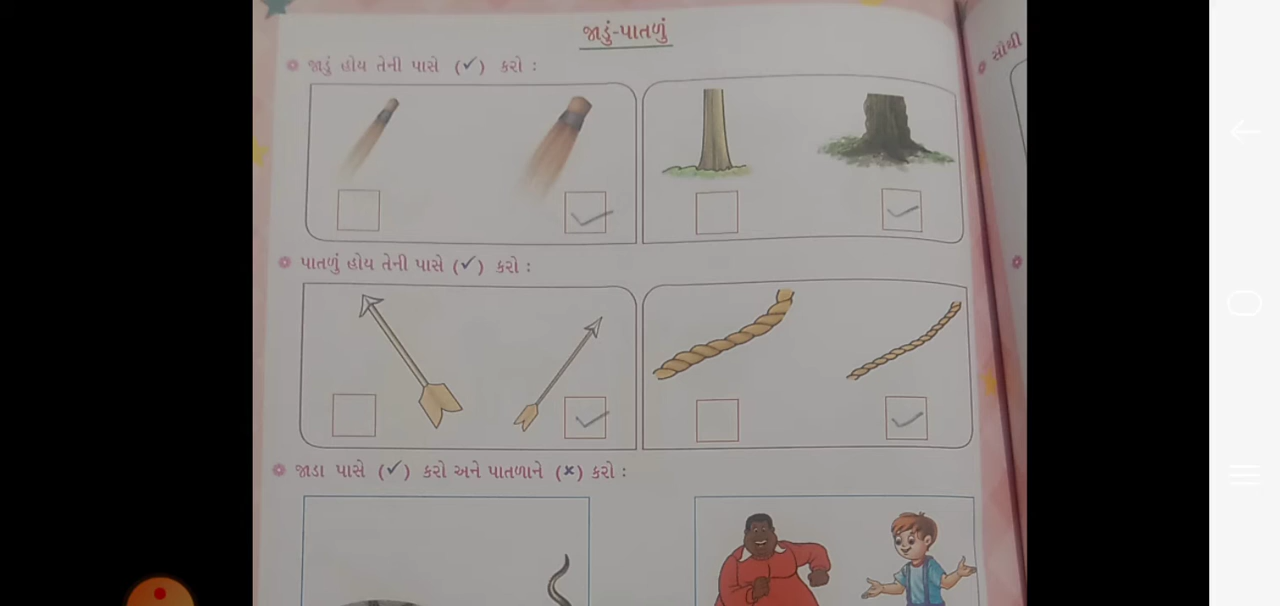 જાડું-પાતળું
જાડું હોય તેની પાસે (✓) કરો :
પાતળું હોય તેની પાસે (✓) કરો :
જાડા પાસે (✓) કરો અને પાતળાને (×) કરો :
સૌથી